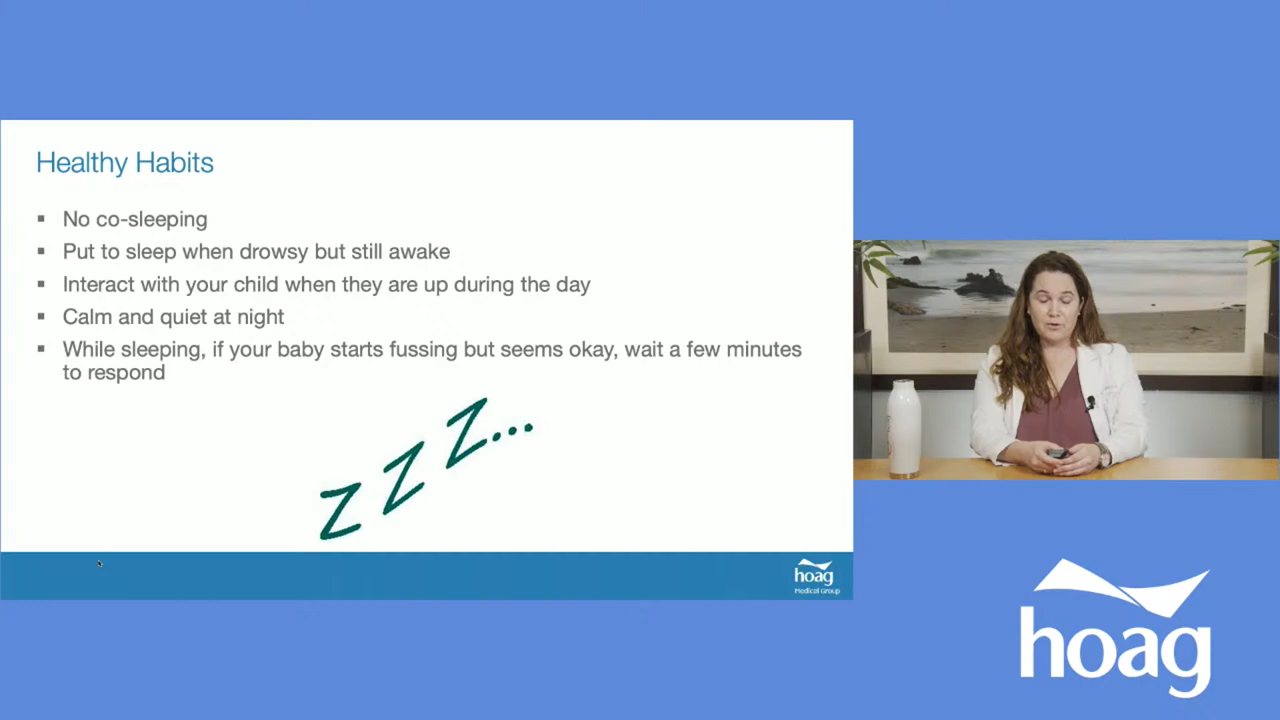 Healthy Habits
▪ No co-sleeping
▪ Put to sleep when drowsy but still awake
▪ Interact with your child when they are up during the day
▪ Calm and quiet at night
▪ While sleeping, if your baby starts fussing but seems okay, wait a few minutes
to respond
z z z...
hoag
Medical Group
hoag